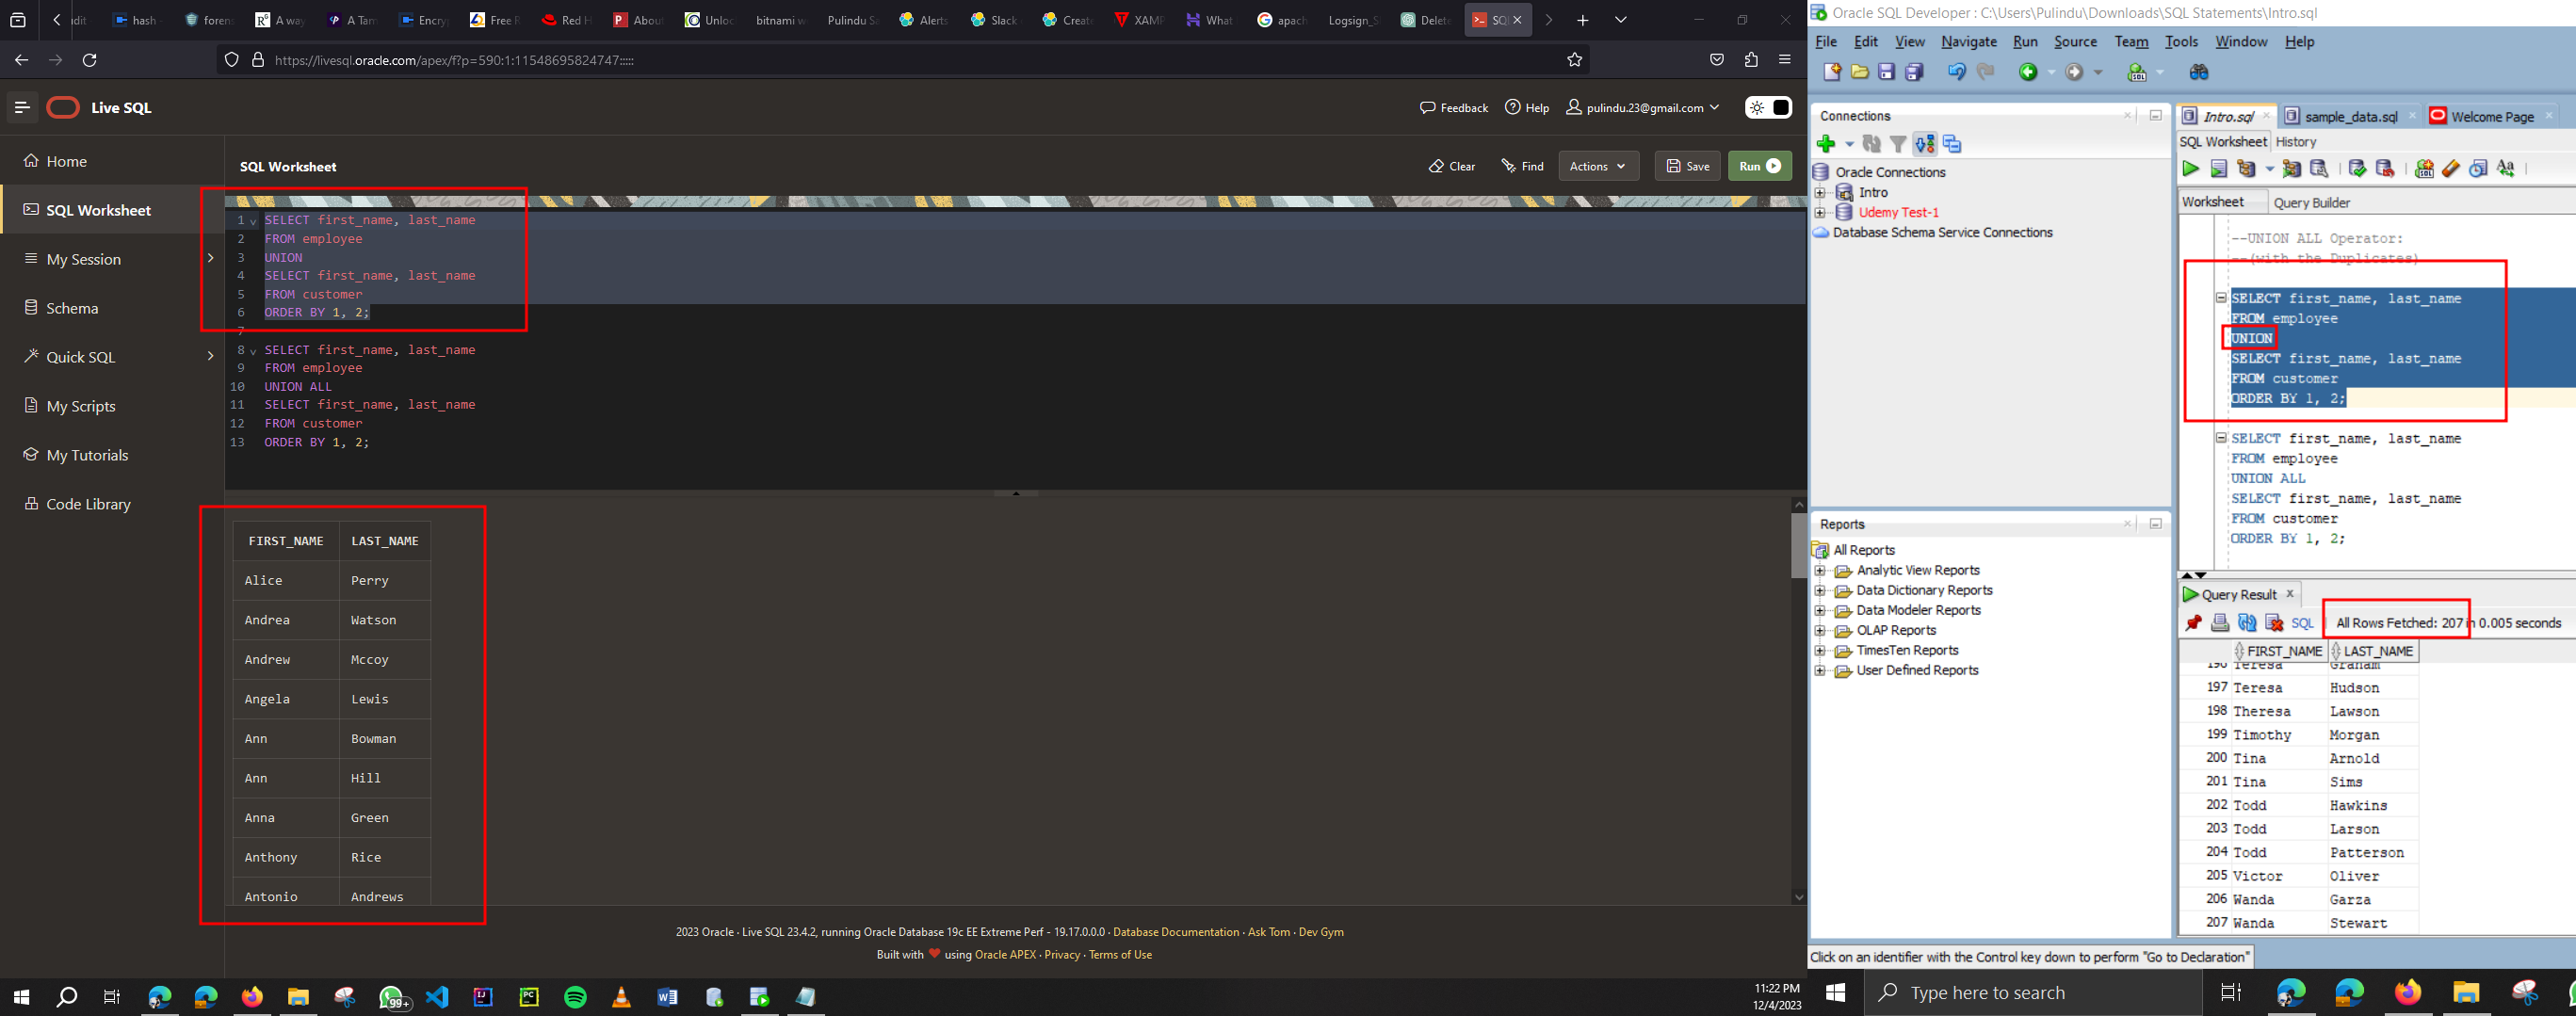 hash
foren
A way
A Tam
Encry
Free R
Red H
About
Unloc
bitnami w
Pulindu Sa
Alerts
Slack
Create
XAMP
What
apach
Logsign_S
Delete
SQL
https://livesql.oracle.com/apex/f?p=590:1:11548695824747:::::
Live SQL
Feedback
Help
pulindu.23@gmail.com
Home
SQL Worksheet
My Session
Schema
Quick SQL
My Scripts
My Tutorials
Code Library
SQL Worksheet
Clear
Find
Actions
Save
Run
1 SELECT first_name, last_name
2 FROM employee
3 UNION
4 SELECT first_name, last_name
5 FROM customer
6 ORDER BY 1, 2;
7
8 SELECT first_name, last_name
9 FROM employee
10 UNION ALL
11 SELECT first_name, last_name
12 FROM customer
13 ORDER BY 1, 2;
FIRST_NAME LAST_NAME
Alice Perry
Andrea Watson
Andrew Mccoy
Angela Lewis
Ann Bowman
Ann Hill
Anna Green
Anthony Rice
Antonio Andrews
2023 Oracle · Live SQL 23.4.2, running Oracle Database 19c EE Extreme Perf - 19.17.0.0.0 · Database Documentation · Ask Tom · Dev Gym
Built with ❤ using Oracle APEX · Privacy · Terms of Use
99+
11:22 PM
12/4/2023
Oracle SQL Developer : C:\Users\Pulindu\Downloads\SQL Statements\Intro.sql
File Edit View Navigate Run Source Team Tools Window Help
Connections
Oracle Connections
Intro
Udemy Test-1
Database Schema Service Connections
Reports
All Reports
Analytic View Reports
Data Dictionary Reports
Data Modeler Reports
OLAP Reports
TimesTen Reports
User Defined Reports
Intro.sql
sample_data.sql
Welcome Page
SQL Worksheet History
Worksheet Query Builder
--UNION ALL Operator:
--(with the Duplicates)
SELECT first_name, last_name
FROM employee
UNION
SELECT first_name, last_name
FROM customer
ORDER BY 1, 2;
SELECT first_name, last_name
FROM employee
UNION ALL
SELECT first_name, last_name
FROM customer
ORDER BY 1, 2;
Query Result
SQL
All Rows Fetched: 207 in 0.005 seconds
FIRST_NAME LAST_NAME
196 Teresa Graham
197 Teresa Hudson
198 Theresa Lawson
199 Timothy Morgan
200 Tina Arnold
201 Tina Sims
202 Todd Hawkins
203 Todd Larson
204 Todd Patterson
205 Victor Oliver
206 Wanda Garza
207 Wanda Stewart
Click on an identifier with the Control key down to perform "Go to Declaration"
Type here to search